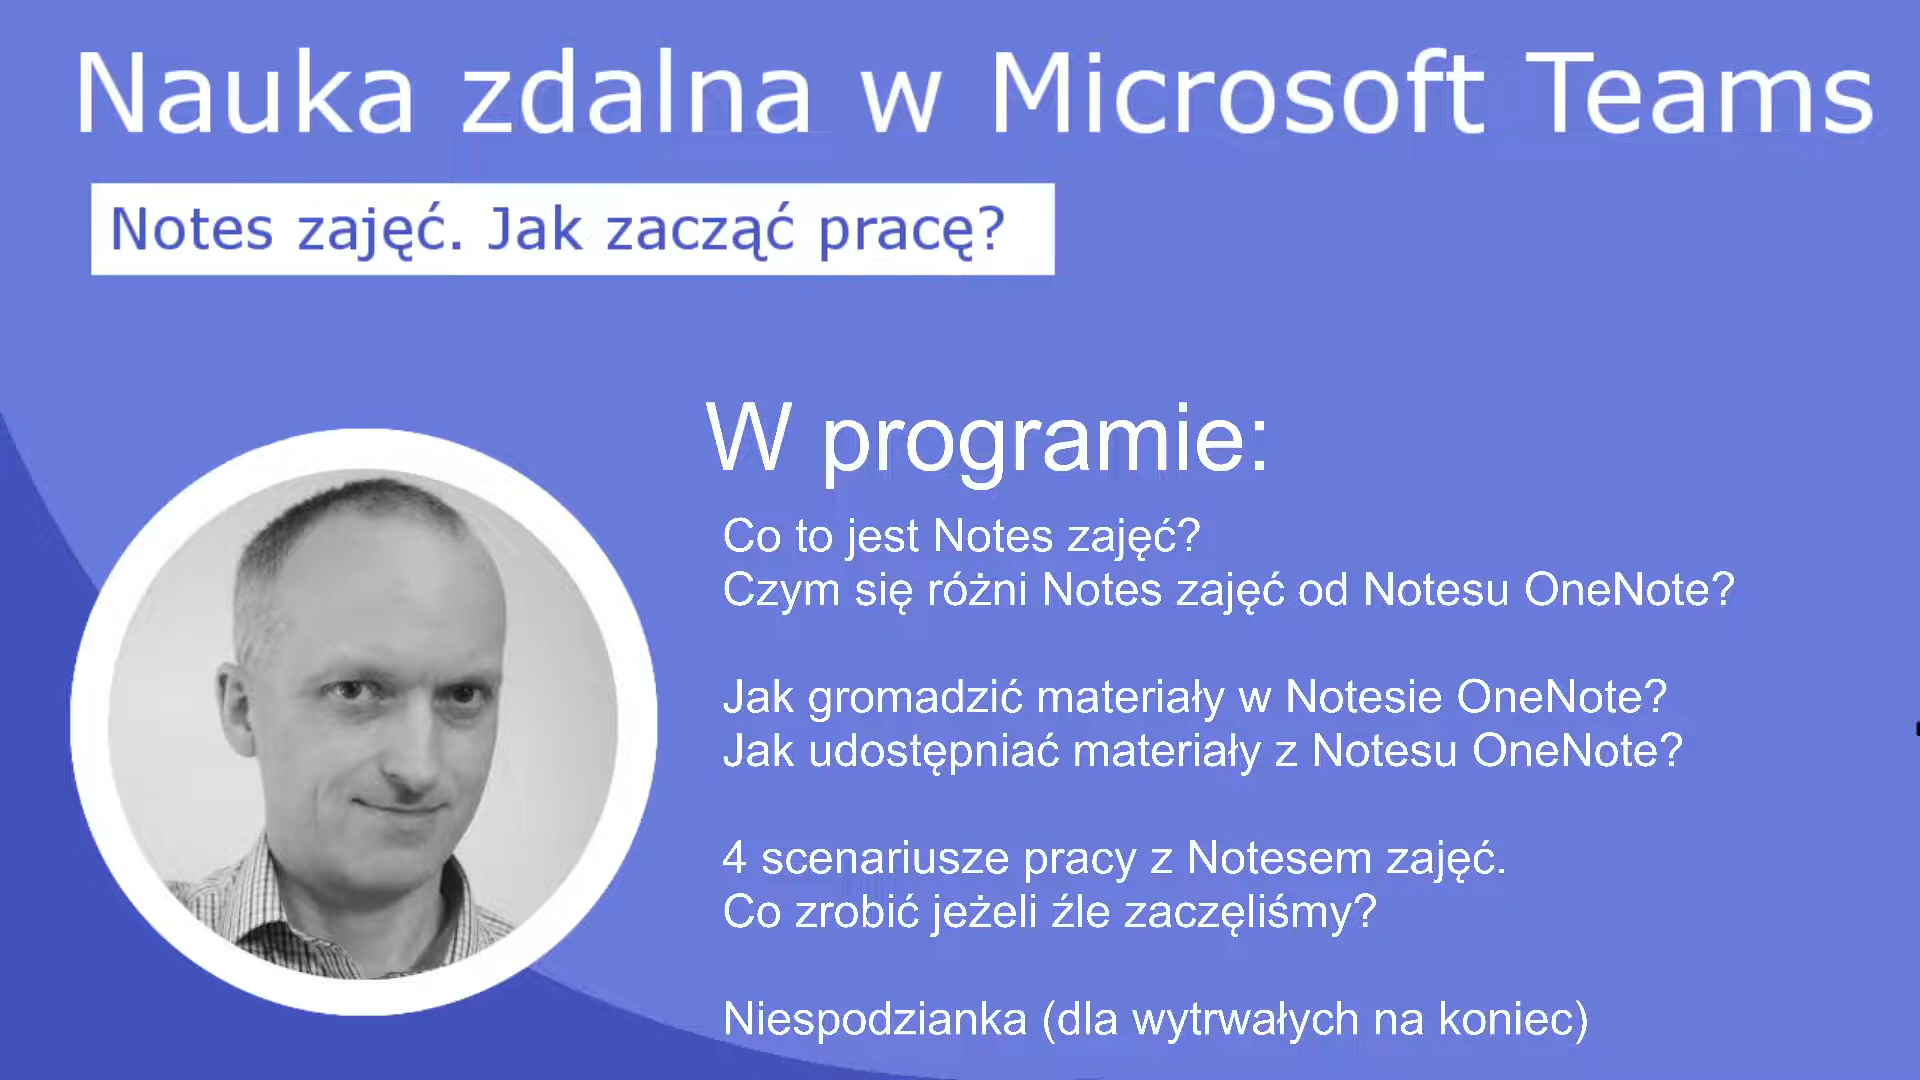 Nauka zdalna w Microsoft Teams
Notes zajęć. Jak zacząć pracę?
W programie:
Co to jest Notes zajęć?
Czym się różni Notes zajęć od Notesu OneNote?
Jak gromadzić materiały w Notesie OneNote?
Jak udostępniać materiały z Notesu OneNote?
4 scenariusze pracy z Notesem zajęć.
Co zrobić jeżeli źle zaczęliśmy?
Niespodzianka (dla wytrwałych na koniec)